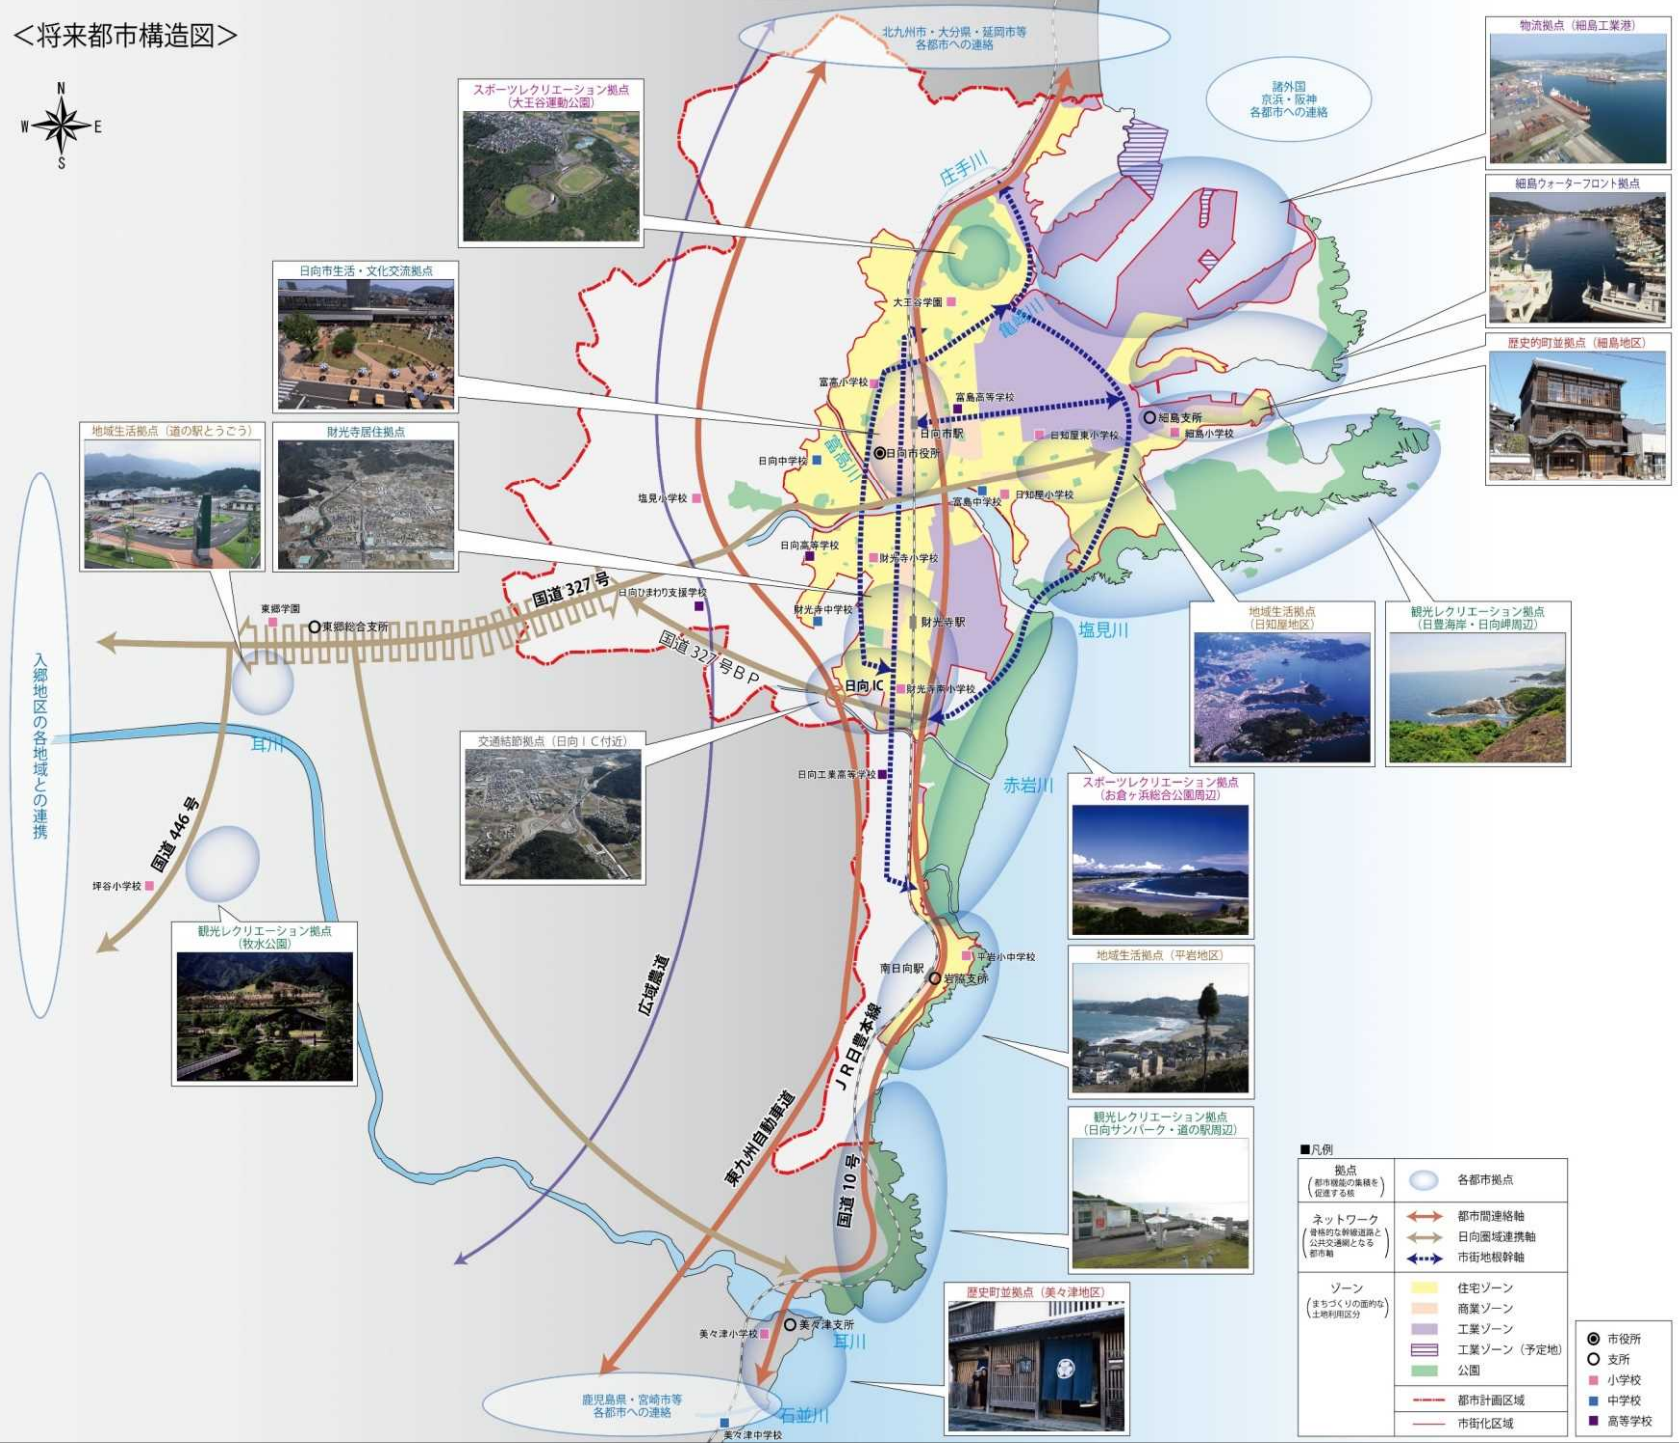 ＜将来都市構造図＞
N
W
E
S
北九州市・大分県・延岡市等
各都市への連絡
諸外国
京浜・阪神
各都市への連絡
物流拠点（細島工業港）
細島ウォーターフロント拠点
歴史的町並拠点（細島地区）
スポーツレクリエーション拠点
（大王谷運動公園）
日向市生活・文化交流拠点
地域生活拠点（道の駅とうごう）
財光寺居住拠点
庄手川
大王谷学園
亀崎川
富高小学校
富島高等学校
日向市駅
細島支所
細島小学校
日知屋東小学校
日向市役所
富高川
日向中学校
塩見小学校
富島中学校
日知屋小学校
日向高等学校
財光寺小学校
国道 327 号
日向ひまわり支援学校
財光寺中学校
財光寺駅
東郷学園
東郷総合支所
国道 327 号ＢＰ
日向 IC
財光寺南小学校
塩見川
地域生活拠点
（日知屋地区）
観光レクリエーション拠点
（日豊海岸・日向岬周辺）
入郷地区の各地域との連携
耳川
交通結節拠点（日向ＩＣ付近）
日向工業高等学校
赤岩川
スポーツレクリエーション拠点
（お倉ヶ浜総合公園周辺）
国道 446 号
坪谷小学校
観光レクリエーション拠点
（牧水公園）
広域農道
南日向駅
平岩小中学校
岩脇支所
地域生活拠点（平岩地区）
ＪＲ日豊本線
東九州自動車道
国道 10 号
観光レクリエーション拠点
（日向サンパーク・道の駅周辺）
歴史町並拠点（美々津地区）
美々津小学校
美々津支所
耳川
鹿児島県・宮崎市等
各都市への連絡
石並川
美々津中学校
■凡例
拠点
（都市機能の集積を
促進する核）
各都市拠点
ネットワーク
（骨格的な幹線道路と
公共交通網となる
都市軸）
都市間連絡軸
日向圏域連携軸
市街地根幹軸
ゾーン
（まちづくりの面的な
土地利用区分）
住宅ゾーン
商業ゾーン
工業ゾーン
工業ゾーン（予定地）
公園
都市計画区域
市街化区域
市役所
支所
小学校
中学校
高等学校